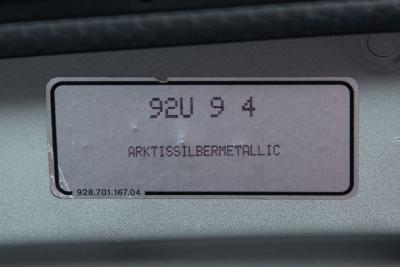 92U 9 4
ARKTISSILBERMETALLIC
928.701.167.04